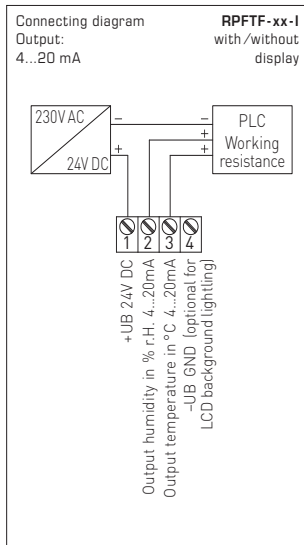 Connecting diagram
Output:
4...20 mA
RPFTF-xx-I
with/without
display
230V AC
24V DC
–
+
–
+
+
PLC
Working
resistance
1 2 3 4
+UB 24V DC
Output humidity in % r.H. 4...20mA
Output temperature in °C 4...20mA
–UB GND (optional for
LCD background lightling)